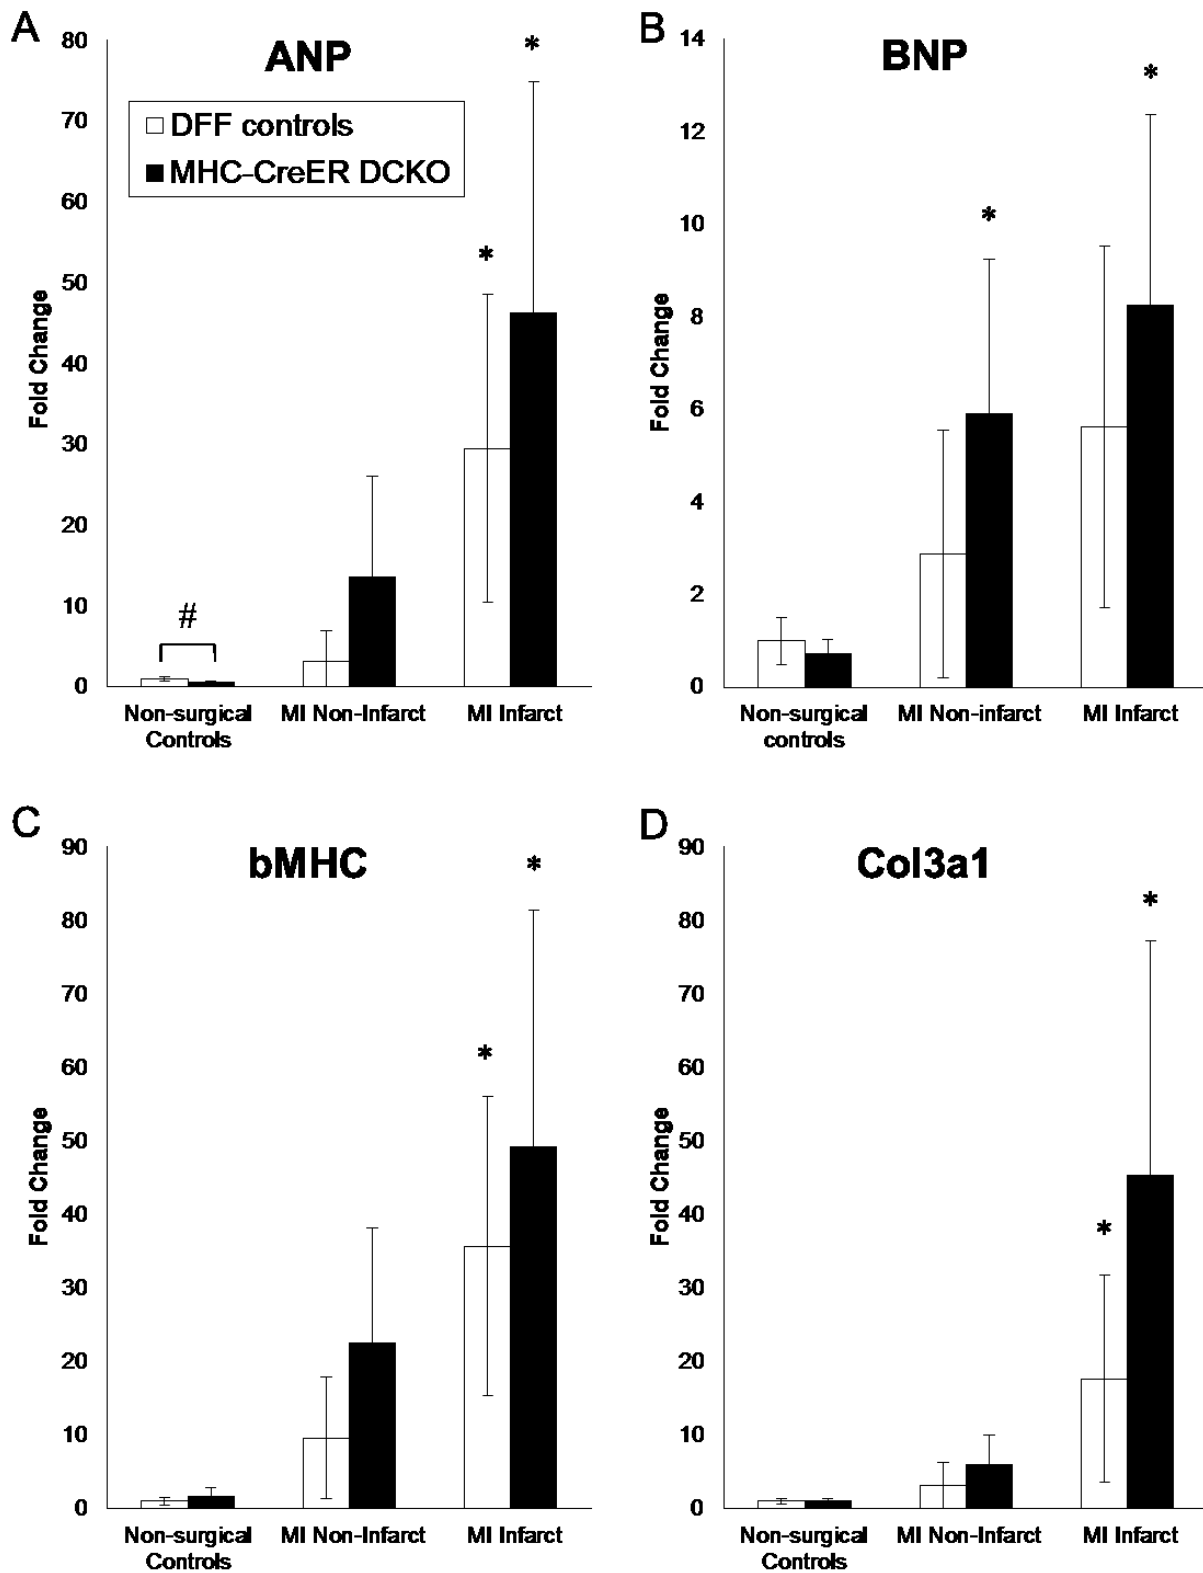 A
ANP
*
80
70
60
50
40
30
20
10
0
Fold Change
DFF controls
MHC-CreER DCKO
*
#
Non-surgical
Controls
MI Non-Infarct
MI Infarct
B
BNP
14
12
10
8
6
4
2
0
Fold Change
*
*
Non-surgical
controls
MI Non-infarct
MI Infarct
C
bMHC
90
80
70
60
50
40
30
20
10
0
Fold Change
*
*
Non-surgical
Controls
MI Non-Infarct
MI Infarct
D
Col3a1
90
80
70
60
50
40
30
20
10
0
Fold Change
*
*
Non-surgical
Controls
MI Non-Infarct
MI Infarct